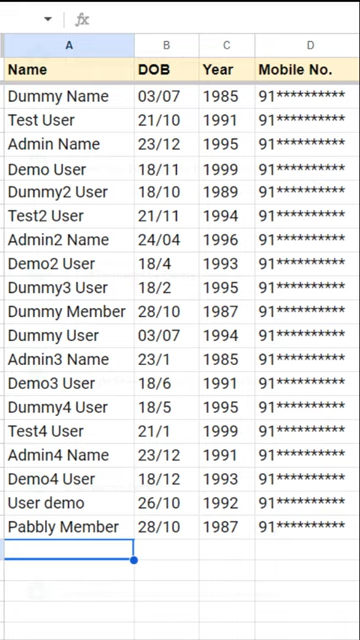 fx
A B C D
Name DOB Year Mobile No.
Dummy Name 03/07 1985 91**********
Test User 21/10 1991 91**********
Admin Name 23/12 1995 91**********
Demo User 18/11 1999 91**********
Dummy2 User 18/10 1989 91**********
Test2 User 21/11 1994 91**********
Admin2 Name 24/04 1996 91**********
Demo2 User 18/4 1993 91**********
Dummy3 User 18/2 1995 91**********
Dummy Member 28/10 1987 91**********
Dummy User 03/07 1994 91**********
Admin3 Name 23/1 1985 91**********
Demo3 User 18/6 1991 91**********
Dummy4 User 18/5 1995 91**********
Test4 User 21/1 1999 91**********
Admin4 Name 23/12 1991 91**********
Demo4 User 18/12 1993 91**********
User demo 26/10 1992 91**********
Pabbly Member 28/10 1987 91**********